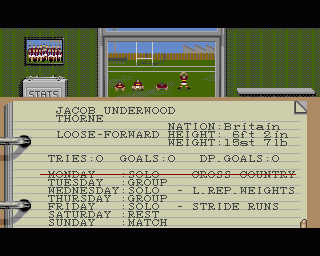 STATS
JACOB UNDERWOOD
THORNE
NATION:Britain
LOOSE-FORWARD HEIGHT: 6ft 2in
WEIGHT:15st 7lb
TRIES:0 GOALS:0 DP.GOALS:0
MONDAY :SOLO - CROSS COUNTRY
TUESDAY :GROUP
WEDNESDAY:SOLO - L.REP.WEIGHTS
THURSDAY :GROUP
FRIDAY :SOLO - STRIDE RUNS
SATURDAY :REST
SUNDAY :MATCH